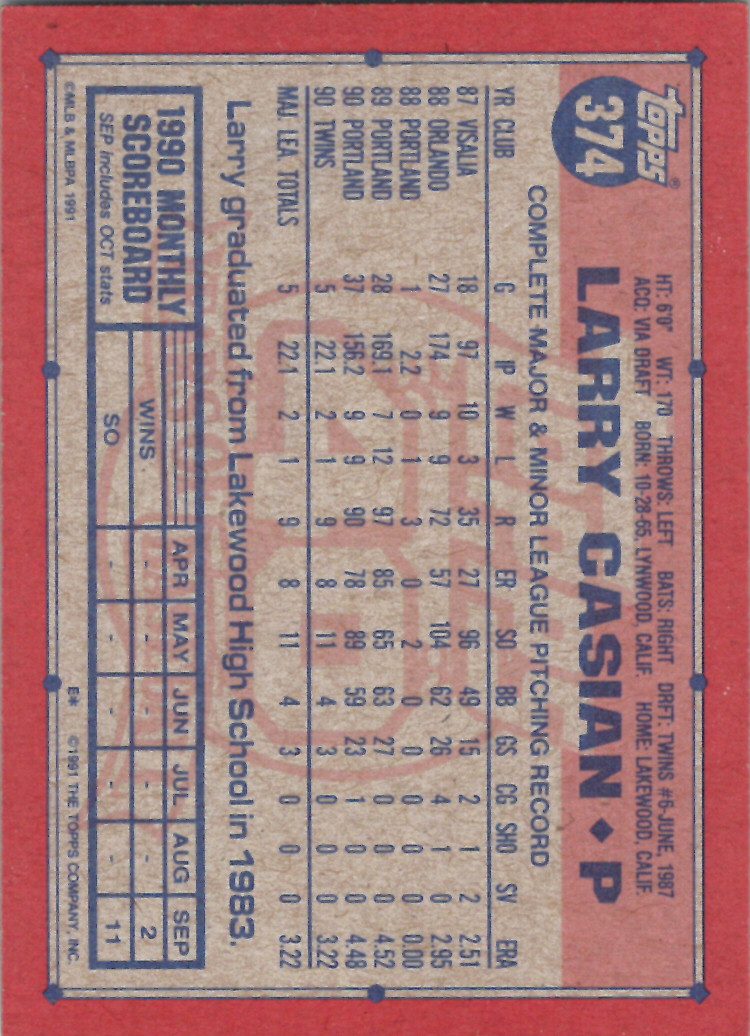 topps®
374
HT: 6'0" WT: 170 THROWS: LEFT BATS: RIGHT DRFT: TWINS #6-JUNE, 1987
ACQ: VIA DRAFT BORN: 10-28-65, LYNWOOD, CALIF. HOME: LAKEWOOD, CALIF.
LARRY CASIAN ♦ P
COMPLETE MAJOR & MINOR LEAGUE PITCHING RECORD
YR CLUB G IP W L R ER SO BB GS CG SHO SV ERA
87 VISALIA 18 97 10 3 35 27 96 49 15 2 1 2 2.51
88 ORLANDO 27 174 9 9 72 57 104 62 26 4 1 0 2.95
88 PORTLAND 1 2.2 0 1 3 0 2 0 0 0 0 0 0.00
89 PORTLAND 28 169.1 7 12 97 85 65 63 27 0 0 0 4.52
90 PORTLAND 37 156.2 9 9 90 78 89 59 23 1 0 0 4.48
90 TWINS 5 22.1 2 1 9 8 11 4 3 0 0 0 3.22
MAJ LEA TOTALS 5 22.1 2 1 9 8 11 4 3 0 0 0 3.22
Larry graduated from Lakewood High School in 1983.
1990 MONTHLY
SCOREBOARD
SEP includes OCT stats
APR MAY JUN JUL AUG SEP
WINS - - - - - 2
SO - - - - - 11
©MLB & MLBPA 1991
E* ©1991 THE TOPPS COMPANY, INC.